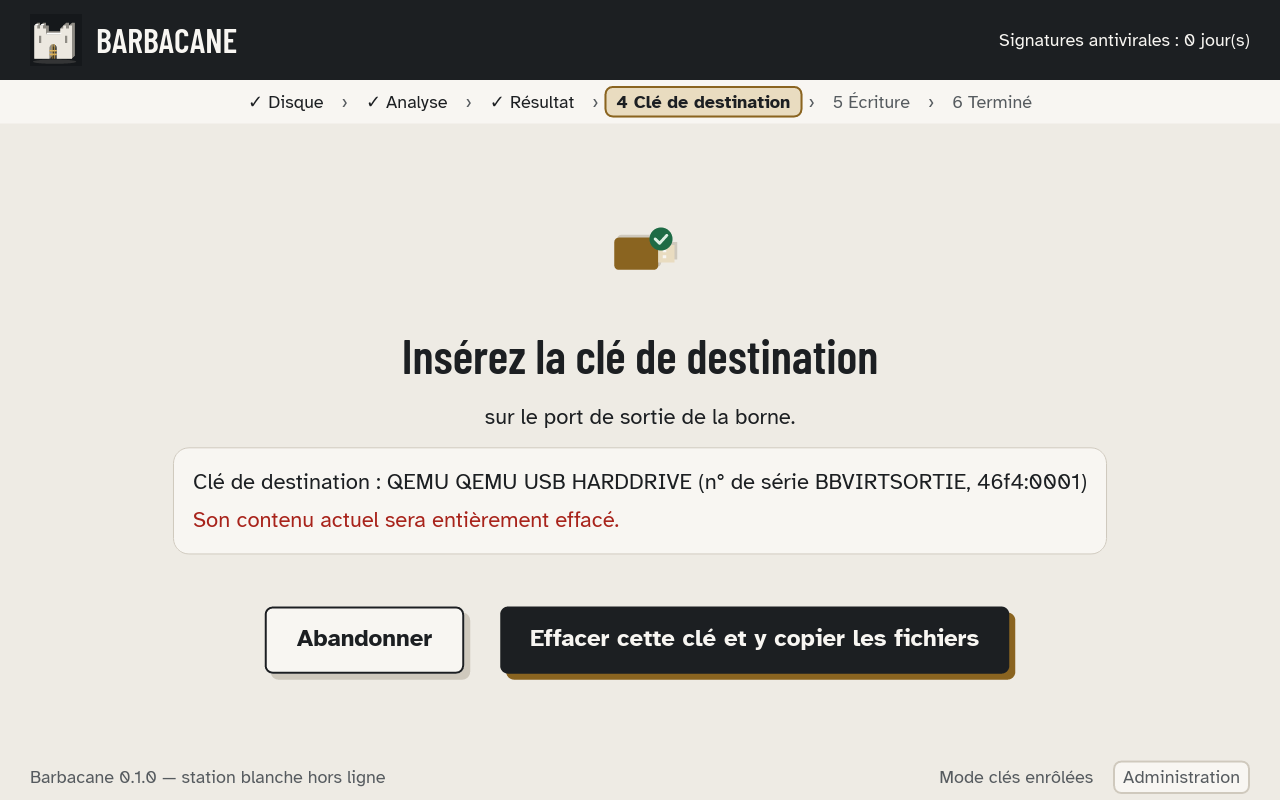 BARBACANE
Signatures antivirales : 0 jour(s)
✓ Disque › ✓ Analyse › ✓ Résultat › 4 Clé de destination › 5 Écriture › 6 Terminé
Insérez la clé de destination
sur le port de sortie de la borne.
Clé de destination : QEMU QEMU USB HARDDRIVE (n° de série BBVIRTSORTIE, 46f4:0001)
Son contenu actuel sera entièrement effacé.
Abandonner
Effacer cette clé et y copier les fichiers
Barbacane 0.1.0 — station blanche hors ligne
Mode clés enrôlées
Administration